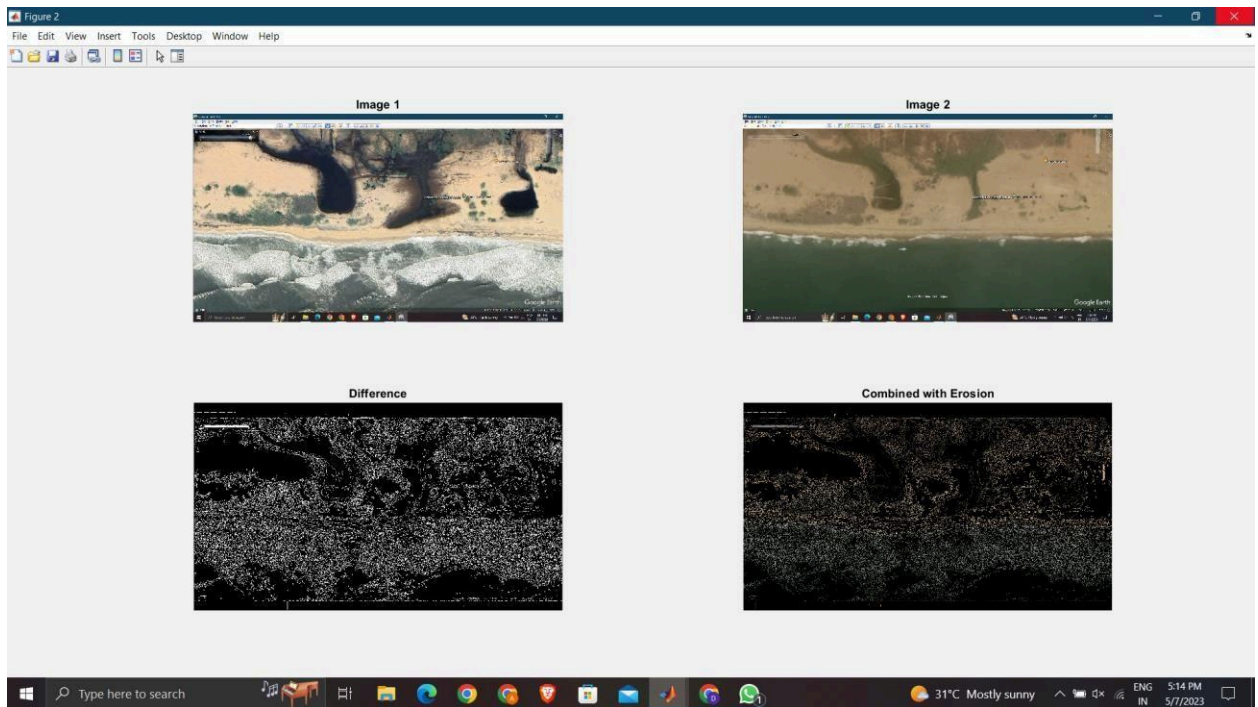 Figure 2
File Edit View Insert Tools Desktop Window Help
Image 1
Image 2
Google Earth
Google Earth
Difference
Combined with Erosion
Type here to search
31°C Mostly sunny
ENG
IN
5:14 PM
5/7/2023